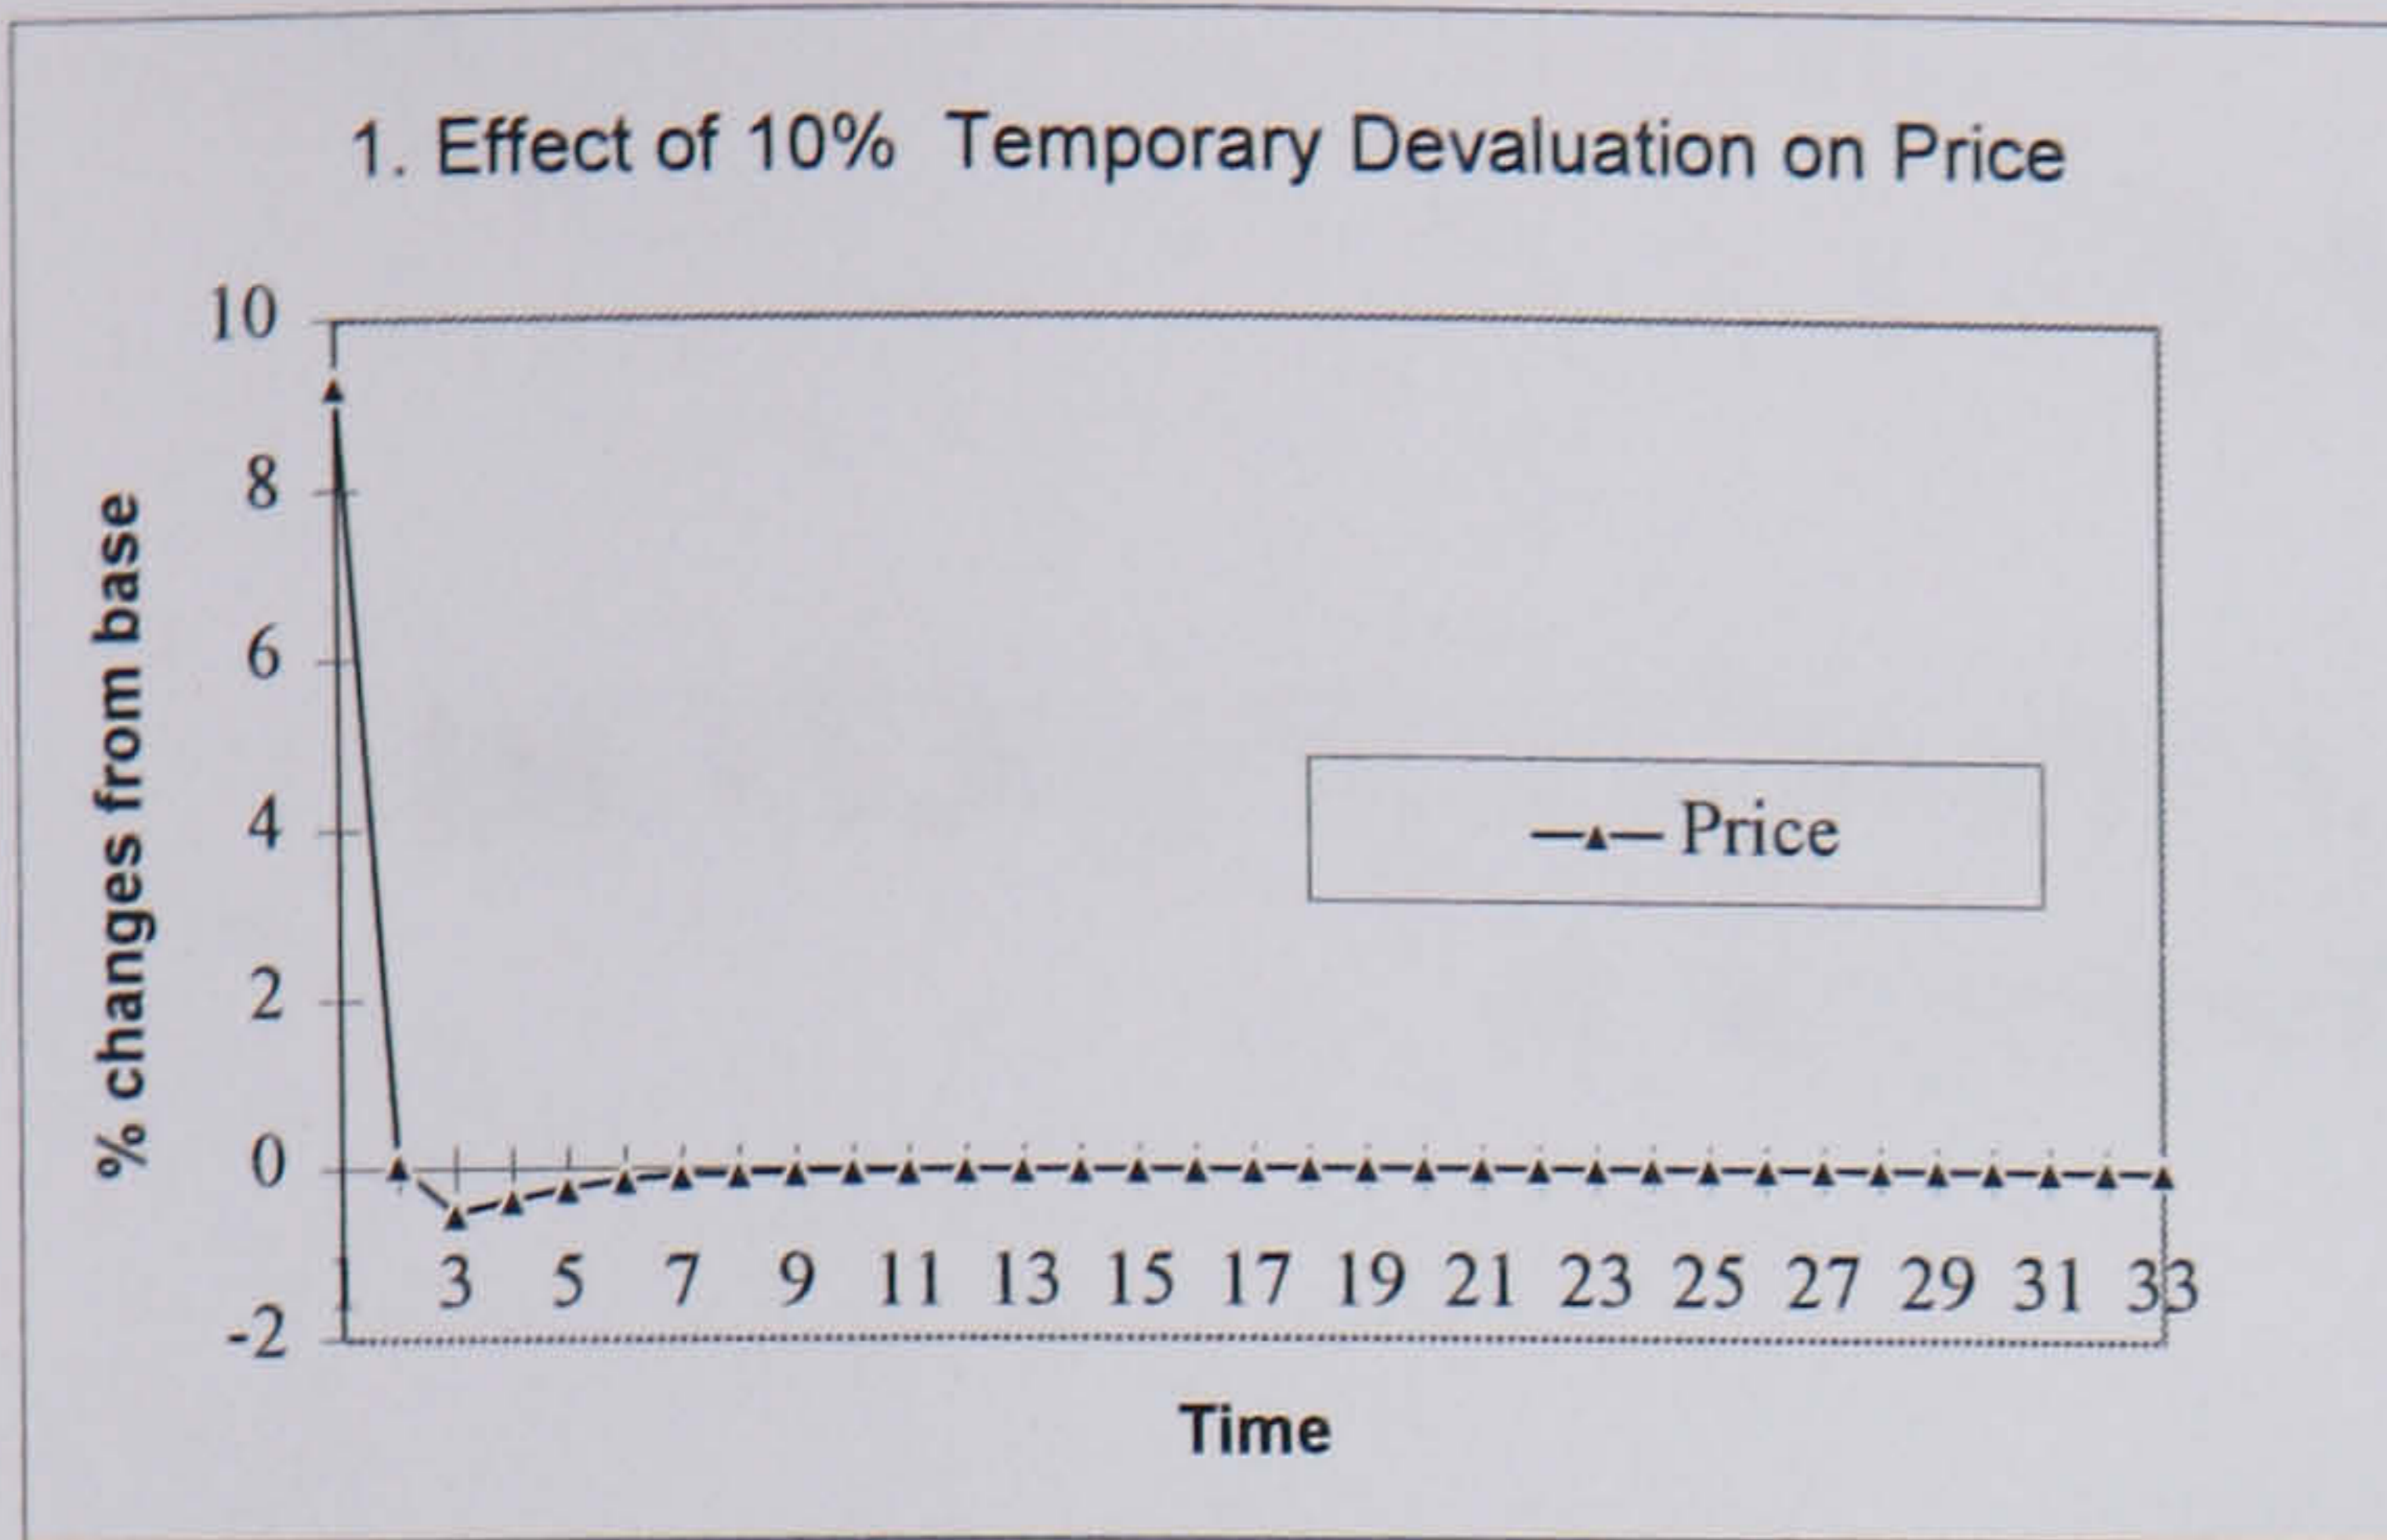 1. Effect of 10% Temporary Devaluation on Price
% changes from base
10
8
6
4
2
0
-2
Price
1 3 5 7 9 11 13 15 17 19 21 23 25 27 29 31 33
Time